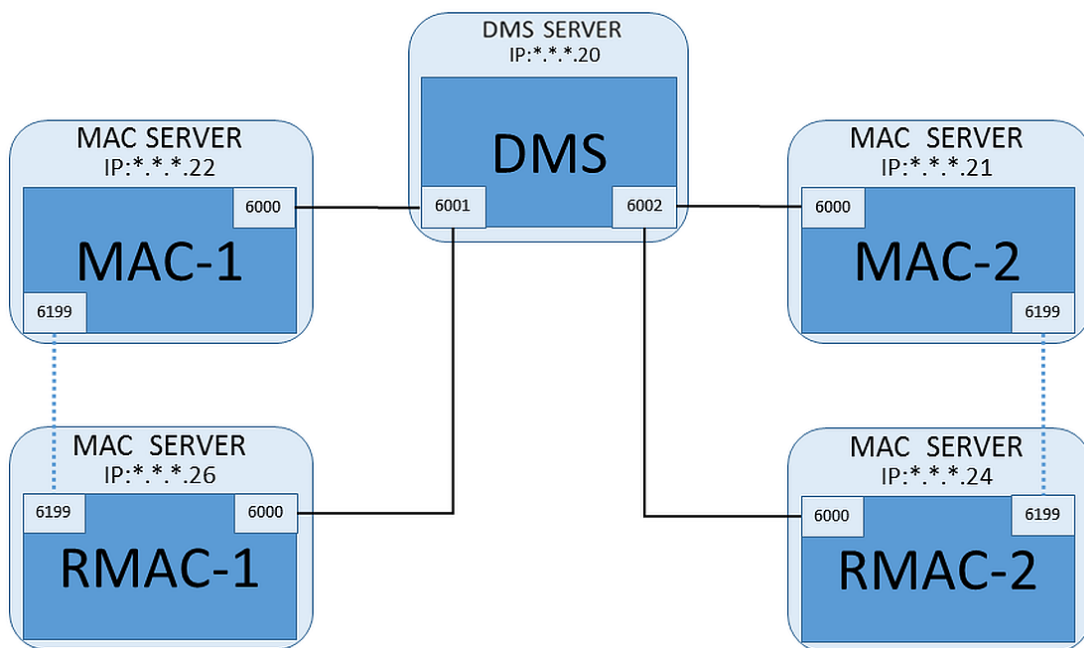 DMS SERVER
IP:*.*.*.20
DMS
6001
6002
MAC SERVER
IP:*.*.*.22
6000
MAC-1
6199
MAC SERVER
IP:*.*.*.21
6000
MAC-2
6199
MAC SERVER
IP:*.*.*.26
6199
6000
RMAC-1
MAC SERVER
IP:*.*.*.24
6000
6199
RMAC-2